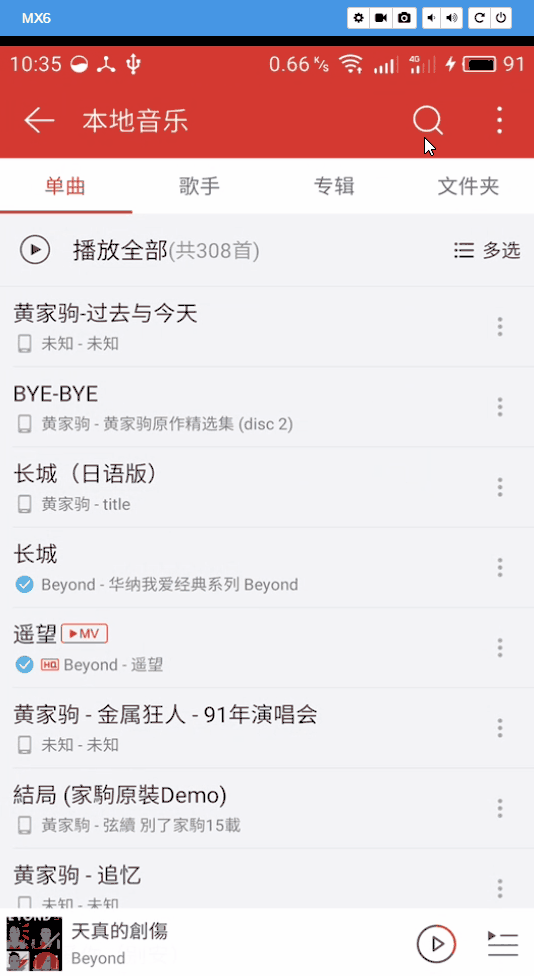 MX6
10:35 0.66 K/s 4G 91
本地音乐
单曲 歌手 专辑 文件夹
播放全部(共308首) 多选
黄家驹-过去与今天
未知 - 未知
BYE-BYE
黄家驹 - 黄家驹原作精选集 (disc 2)
长城（日语版）
黄家驹 - title
长城
Beyond - 华纳我爱经典系列 Beyond
遥望 MV
HQ Beyond - 遥望
黄家驹 - 金属狂人 - 91年演唱会
未知 - 未知
結局 (家駒原裝Demo)
黃家駒 - 弦續 別了家駒15載
黄家驹 - 追忆
未知 - 未知
天真的創傷
Beyond